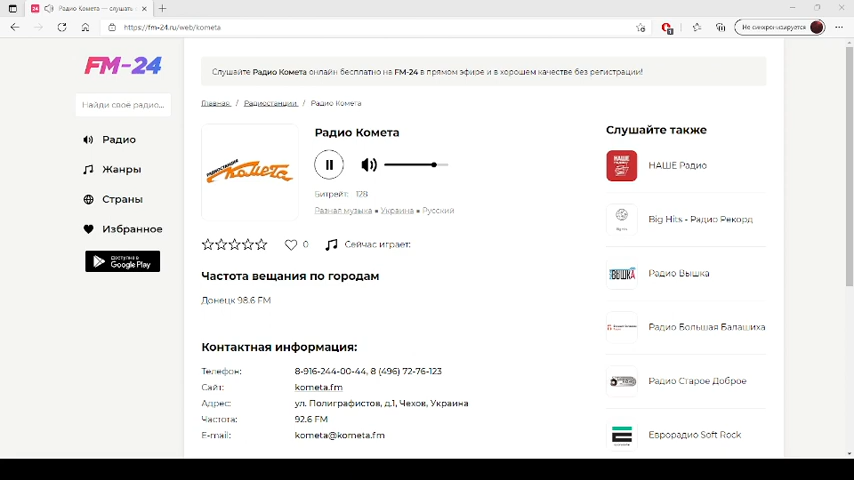 Радио Комета — слушать
https://fm-24.ru/web/kometa
Не синхронизируется
FM-24
Найди свое радио...
Радио
Жанры
Страны
Избранное
ДОСТУПНО В
Google Play
Слушайте Радио Комета онлайн бесплатно на FM-24 в прямом эфире и в хорошем качестве без регистрации!
Главная / Радиостанции / Радио Комета
РАДИОСТАНЦИЯ
Комета
Радио Комета
Битрейт: 128
Разная музыка • Украина • Русский
0
Сейчас играет:
Частота вещания по городам
Донецк 98.6 FM
Контактная информация:
Телефон: 8-916-244-00-44, 8 (496) 72-76-123
Сайт: kometa.fm
Адрес: ул. Полиграфистов, д.1, Чехов, Украина
Частота: 92.6 FM
E-mail: kometa@kometa.fm
Слушайте также
НАШЕ Радио
Big Hits - Радио Рекорд
ВЫШКА
Радио Вышка
Радио Большая Балашиха
Радио Старое Доброе
Еврорадио Soft Rock